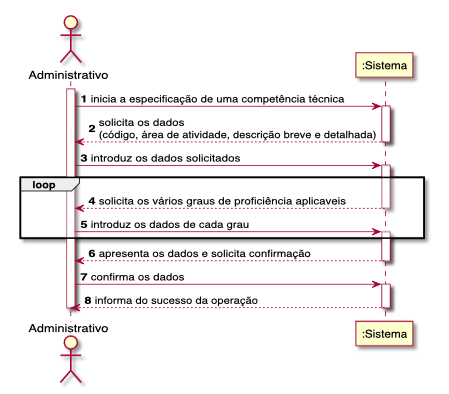 Administrativo
:Sistema
1 inicia a especificação de uma competência técnica
2 solicita os dados
(código, área de atividade, descrição breve e detalhada)
3 introduz os dados solicitados
loop
4 solicita os vários graus de proficiência aplicaveis
5 introduz os dados de cada grau
6 apresenta os dados e solicita confirmação
7 confirma os dados
8 informa do sucesso da operação
Administrativo
:Sistema